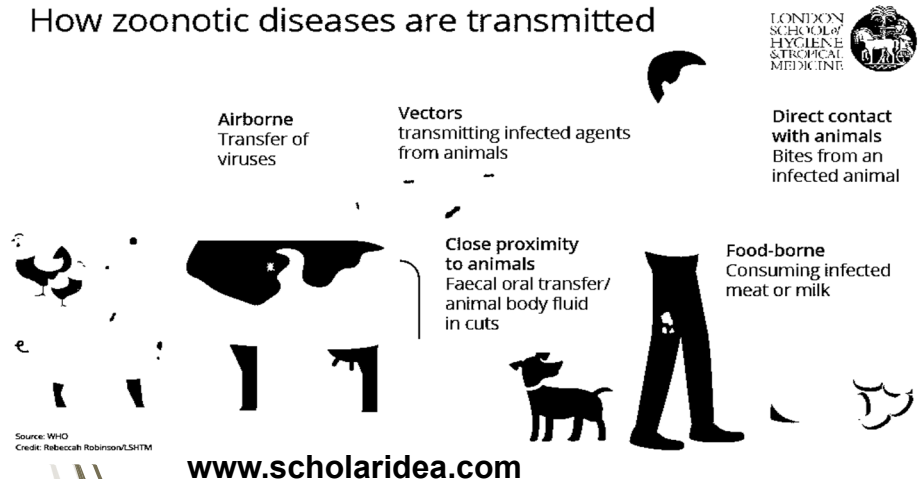 How zoonotic diseases are transmitted
LONDON
SCHOOL of
HYGIENE
& TROPICAL
MEDICINE
Airborne
Transfer of
viruses
Vectors
transmitting infected agents
from animals
Direct contact
with animals
Bites from an
infected animal
Close proximity
to animals
Faecal oral transfer/
animal body fluid
in cuts
Food-borne
Consuming infected
meat or milk
Source: WHO
Credit: Rebeccah Robinson/LSHTM
www.scholaridea.com